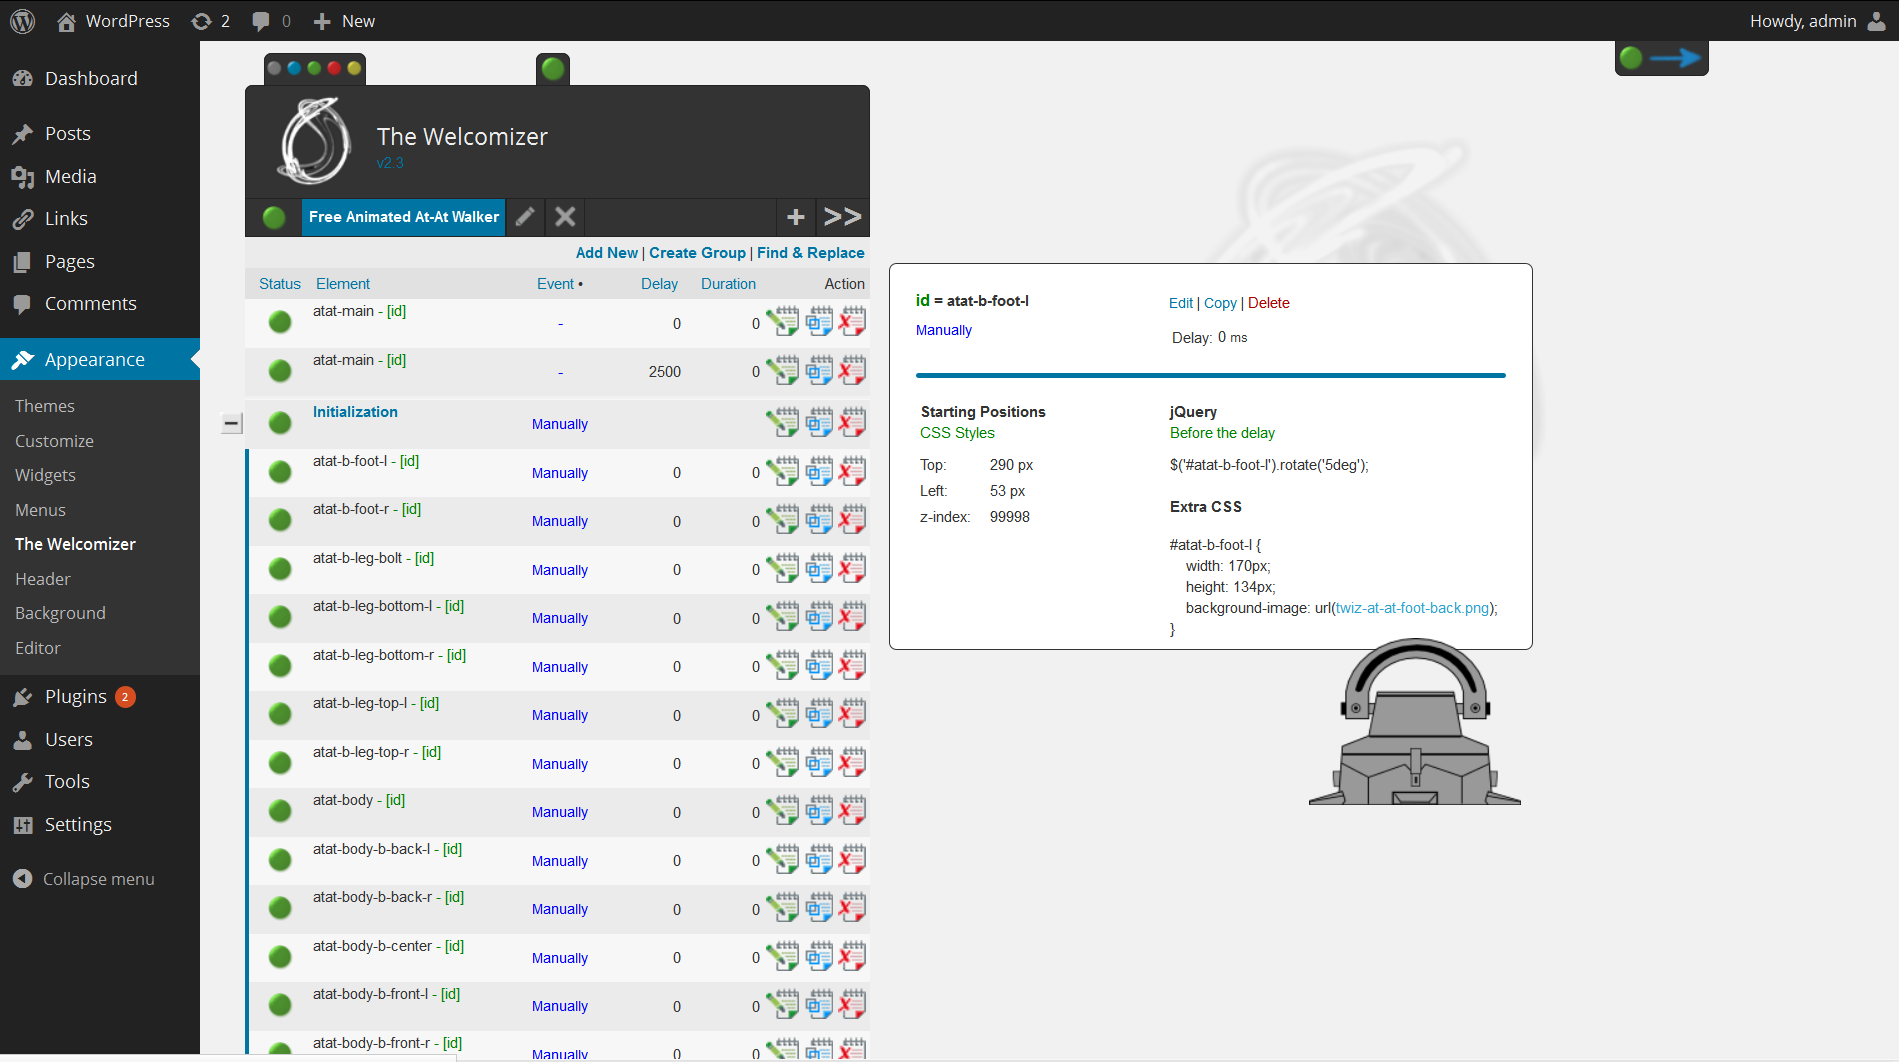 WordPress 2 0 New Howdy, admin
Dashboard
Posts
Media
Links
Pages
Comments
Appearance
Themes
Customize
Widgets
Menus
The Welcomizer
Header
Background
Editor
Plugins 2
Users
Tools
Settings
Collapse menu
The Welcomizer
v2.3
Free Animated At-At Walker + >>
Add New | Create Group | Find & Replace
Status Element Event • Delay Duration Action
atat-main - [id] - 0 0
atat-main - [id] - 2500 0
Initialization Manually
atat-b-foot-l - [id] Manually 0 0
atat-b-foot-r - [id] Manually 0 0
atat-b-leg-bolt - [id] Manually 0 0
atat-b-leg-bottom-l - [id] Manually 0 0
atat-b-leg-bottom-r - [id] Manually 0 0
atat-b-leg-top-l - [id] Manually 0 0
atat-b-leg-top-r - [id] Manually 0 0
atat-body - [id] Manually 0 0
atat-body-b-back-l - [id] Manually 0 0
atat-body-b-back-r - [id] Manually 0 0
atat-body-b-center - [id] Manually 0 0
atat-body-b-front-l - [id] Manually 0 0
atat-body-b-front-r - [id] Manually 0 0
id = atat-b-foot-l
Edit | Copy | Delete
Manually
Delay: 0 ms
Starting Positions
CSS Styles
Top: 290 px
Left: 53 px
z-index: 99998
jQuery
Before the delay
$('#atat-b-foot-l').rotate('5deg');
Extra CSS
#atat-b-foot-l {
width: 170px;
height: 134px;
background-image: url(twiz-at-at-foot-back.png);
}